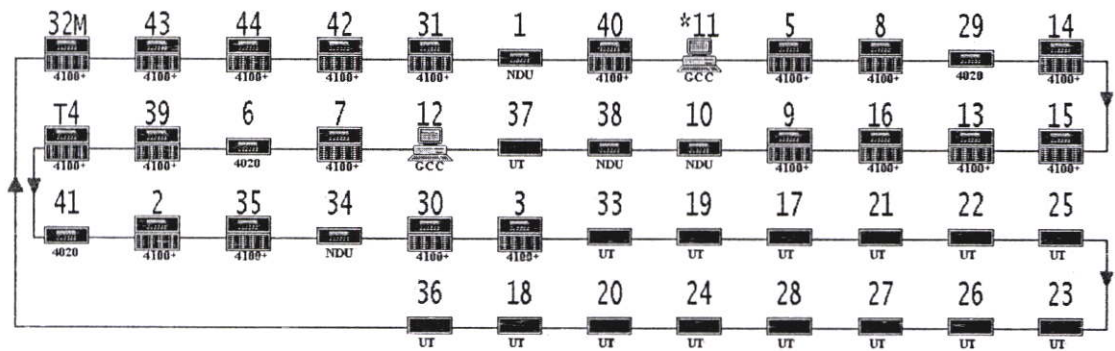 32M 43 44 42 31 1 40 *11 5 8 29 14
4100+ 4100+ 4100+ 4100+ 4100+ NDU 4100+ GCC 4100+ 4100+ 4020 4100+
T4 39 6 7 12 37 38 10 9 16 13 15
4100+ 4100+ 4020 4100+ GCC UT NDU NDU 4100+ 4100+ 4100+ 4100+
41 2 35 34 30 3 33 19 17 21 22 25
4020 4100+ 4100+ NDU 4100+ 4100+ UT UT UT UT UT UT
36 18 20 24 28 27 26 23
UT UT UT UT UT UT UT UT